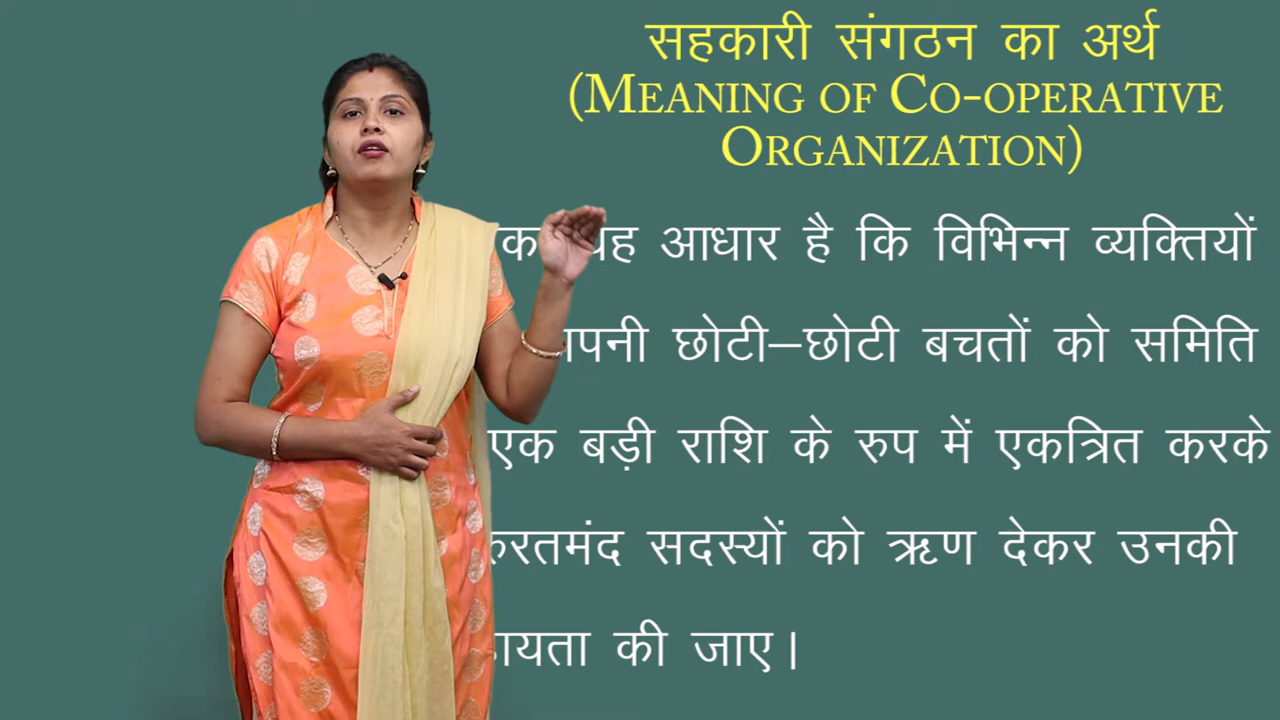 सहकारी संगठन का अर्थ
(MEANING OF CO-OPERATIVE
ORGANIZATION)
आधार है कि विभिन्न व्यक्तियों
छोटी–छोटी बचतों को समिति
एक बड़ी राशि के रुप में एकत्रित करके
सदस्यों को ऋण देकर उनकी
की जाए।